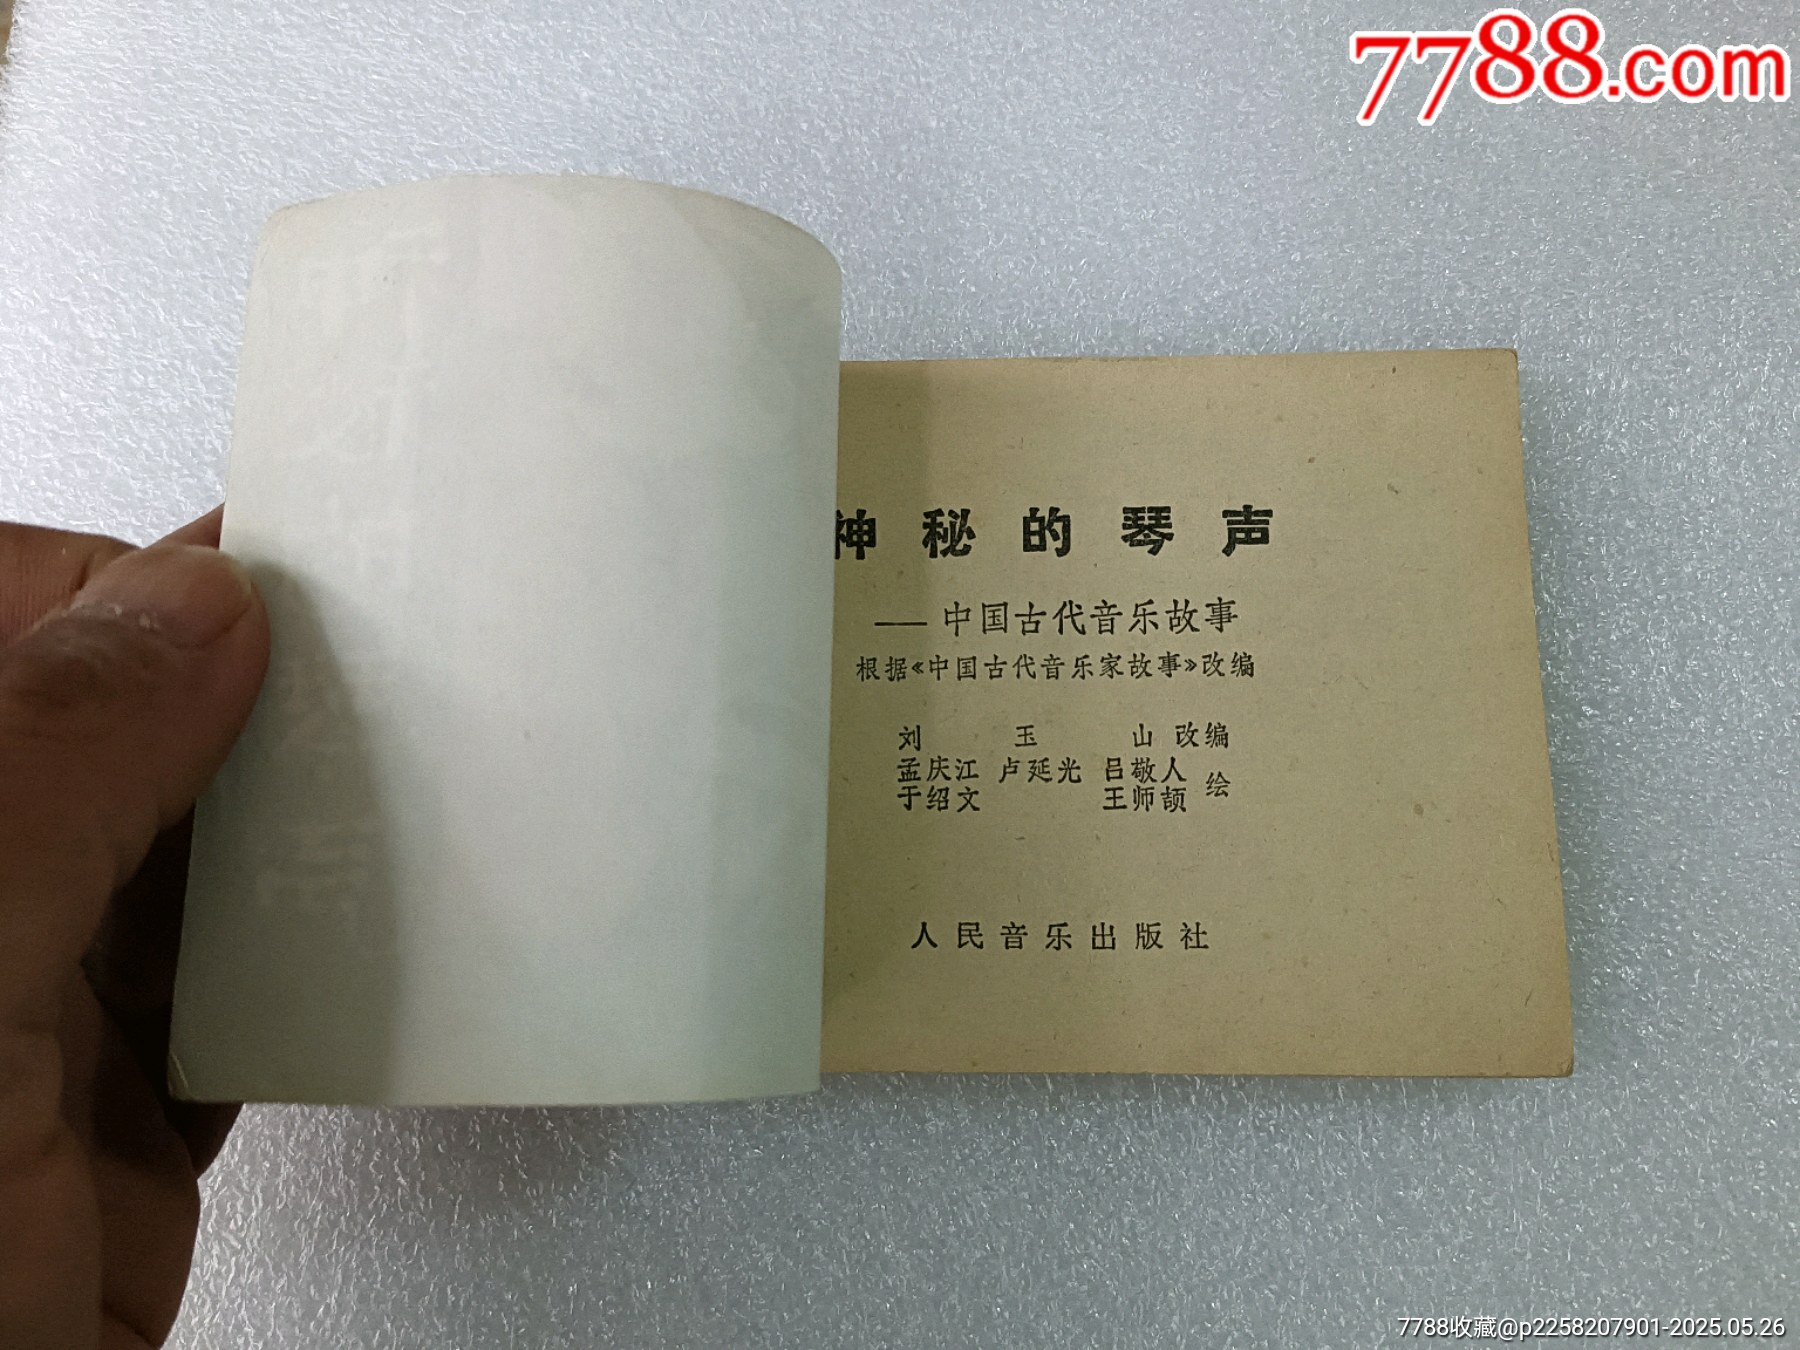 7788.com
神秘的琴声
——中国古代音乐故事
根据《中国古代音乐家故事》改编
刘玉山 改编
孟庆江 卢延光 吕敬人
于绍文 王师颉 绘
人民音乐出版社
7788收藏@p2258207901-2025.05.26